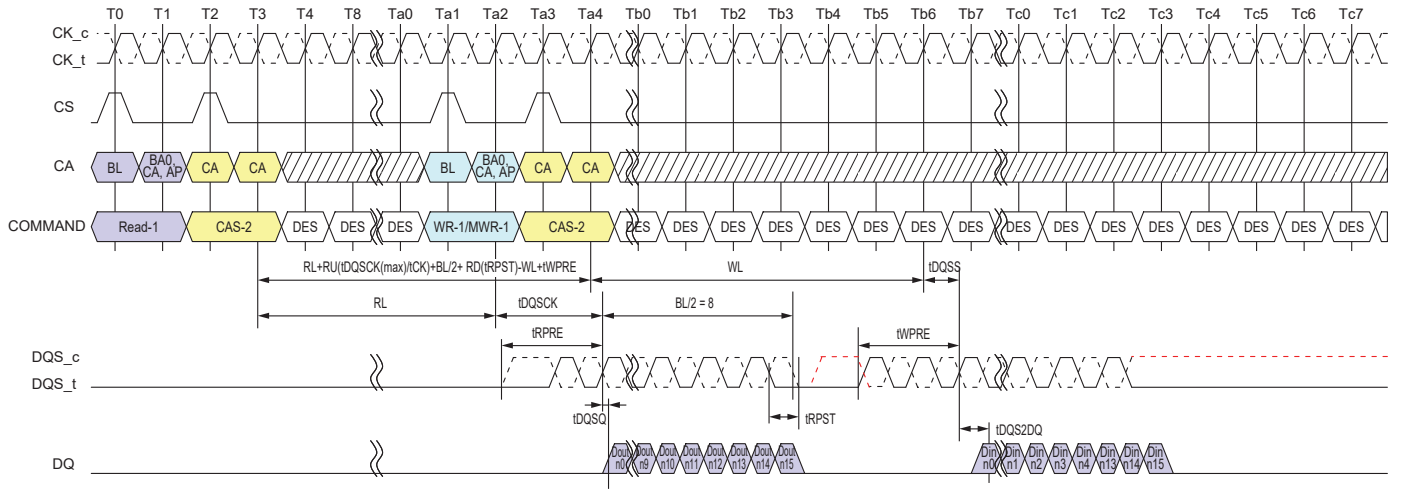 T0 T1 T2 T3 T4 T8 Ta0 Ta1 Ta2 Ta3 Ta4 Tb0 Tb1 Tb2 Tb3 Tb4 Tb5 Tb6 Tb7 Tc0 Tc1 Tc2 Tc3 Tc4 Tc5 Tc6 Tc7
CK_c
CK_t
CS
CA BL BA0, CA, AP CA CA BL BA0, CA, AP CA CA
COMMAND Read-1 CAS-2 DES DES DES WR-1/MWR-1 CAS-2 DES DES DES DES DES DES DES DES DES DES DES DES DES DES DES DES
RL+RU(tDQSCK(max)/tCK)+BL/2+ RD(tRPST)-WL+tWPRE WL tDQSS
RL tDQSCK BL/2 = 8
tRPRE tWPRE
DQS_c
DQS_t
tDQSQ tRPST tDQS2DQ
DQ Dout n0 Dout n9 Dout n10 Dout n11 Dout n12 Dout n13 Dout n14 Dout n15 Din n0 Din n1 Din n2 Din n3 Din n4 Din n13 Din n14 Din n15